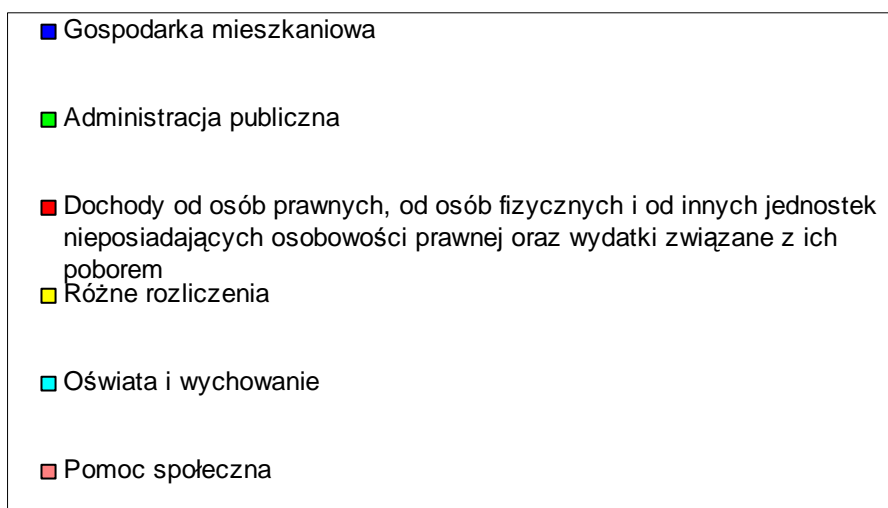 Gospodarka mieszkaniowa
Administracja publiczna
Dochody od osób prawnych, od osób fizycznych i od innych jednostek
nieposiadających osobowości prawnej oraz wydatki związane z ich
poborem
Różne rozliczenia
Oświata i wychowanie
Pomoc społeczna